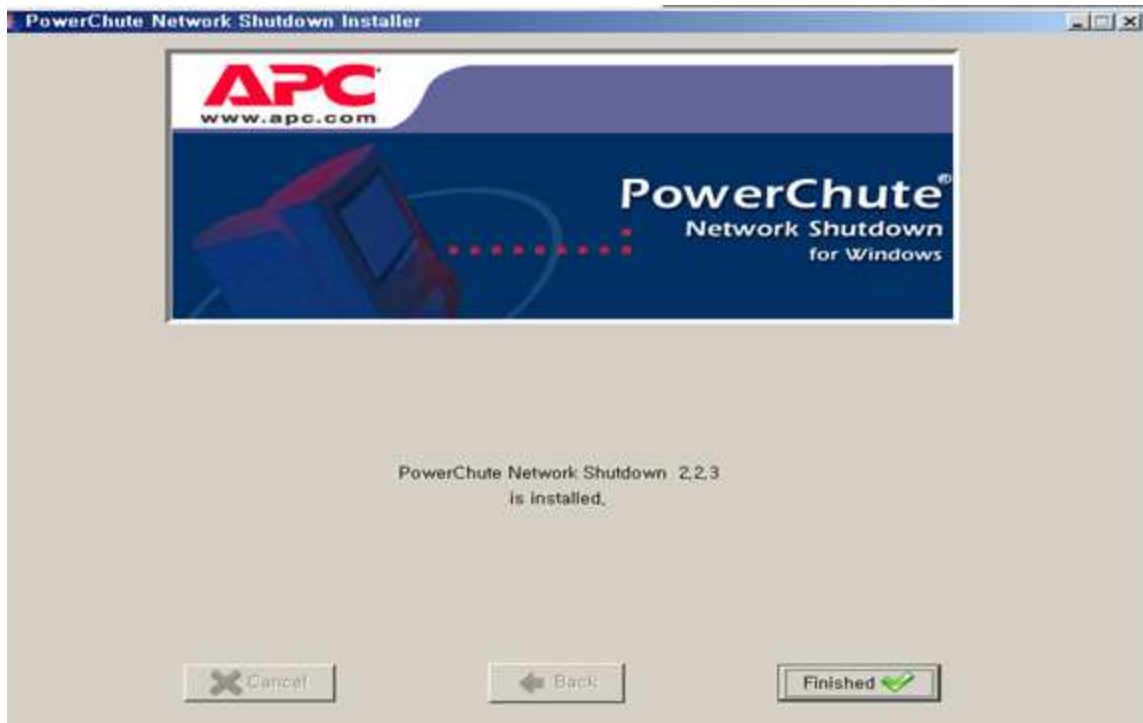 PowerChute Network Shutdown Installer
APC
www.apc.com
PowerChute®
Network Shutdown
for Windows
PowerChute Network Shutdown 2,2,3
is installed,
Cancel
Back
Finished